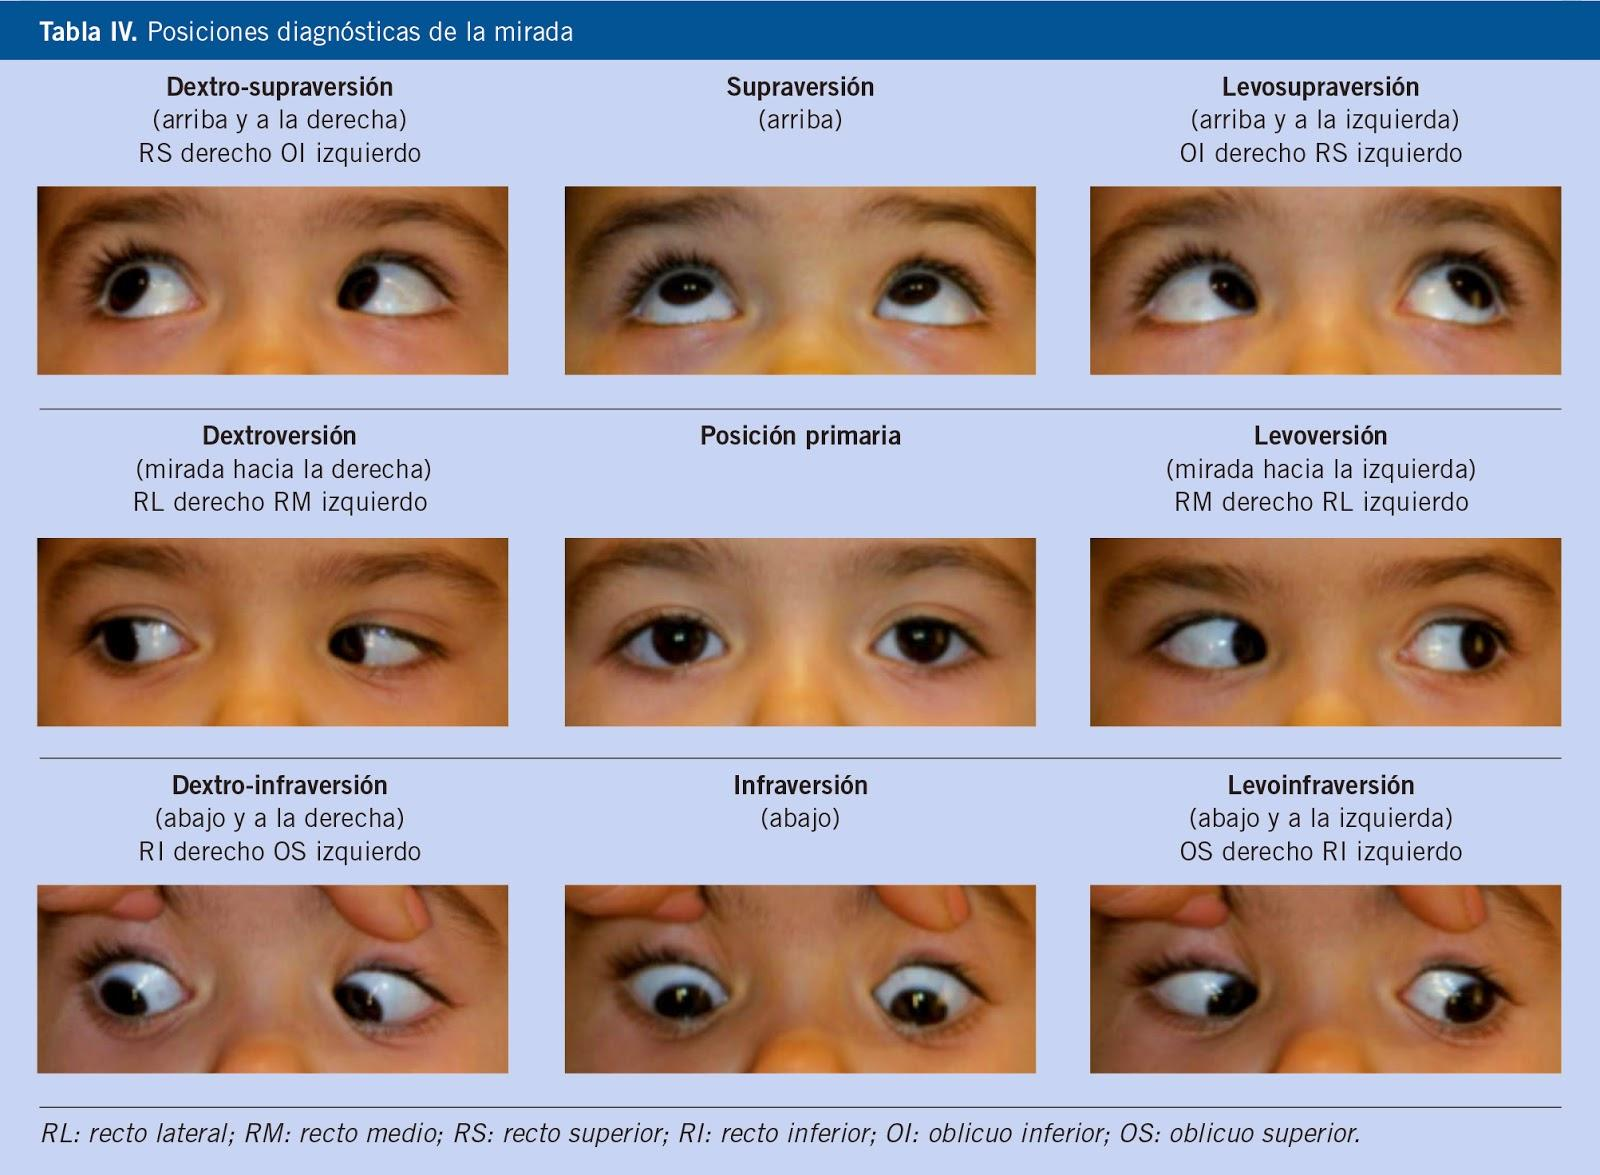 Tabla IV. Posiciones diagnósticas de la mirada
Dextro-supraversión
(arriba y a la derecha)
RS derecho OI izquierdo
Supraversión
(arriba)
Levosupraversión
(arriba y a la izquierda)
OI derecho RS izquierdo
Dextroversión
(mirada hacia la derecha)
RL derecho RM izquierdo
Posición primaria
Levoversión
(mirada hacia la izquierda)
RM derecho RL izquierdo
Dextro-infraversión
(abajo y a la derecha)
RI derecho OS izquierdo
Infraversión
(abajo)
Levoinfraversión
(abajo y a la izquierda)
OS derecho RI izquierdo
RL: recto lateral; RM: recto medio; RS: recto superior; RI: recto inferior; OI: oblicuo inferior; OS: oblicuo superior.